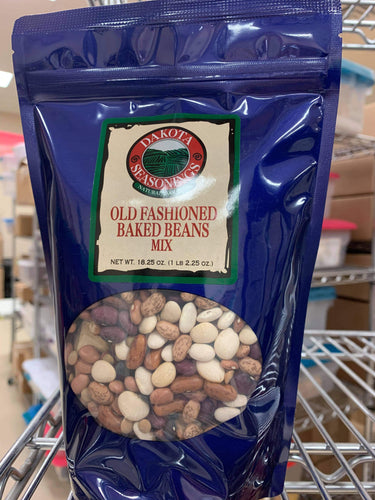 DAKOTA
SEASONINGS
OLD FASHIONED
BAKED BEANS
MIX
NET WT. 18.25 oz. (1 LB 2.25 oz.)